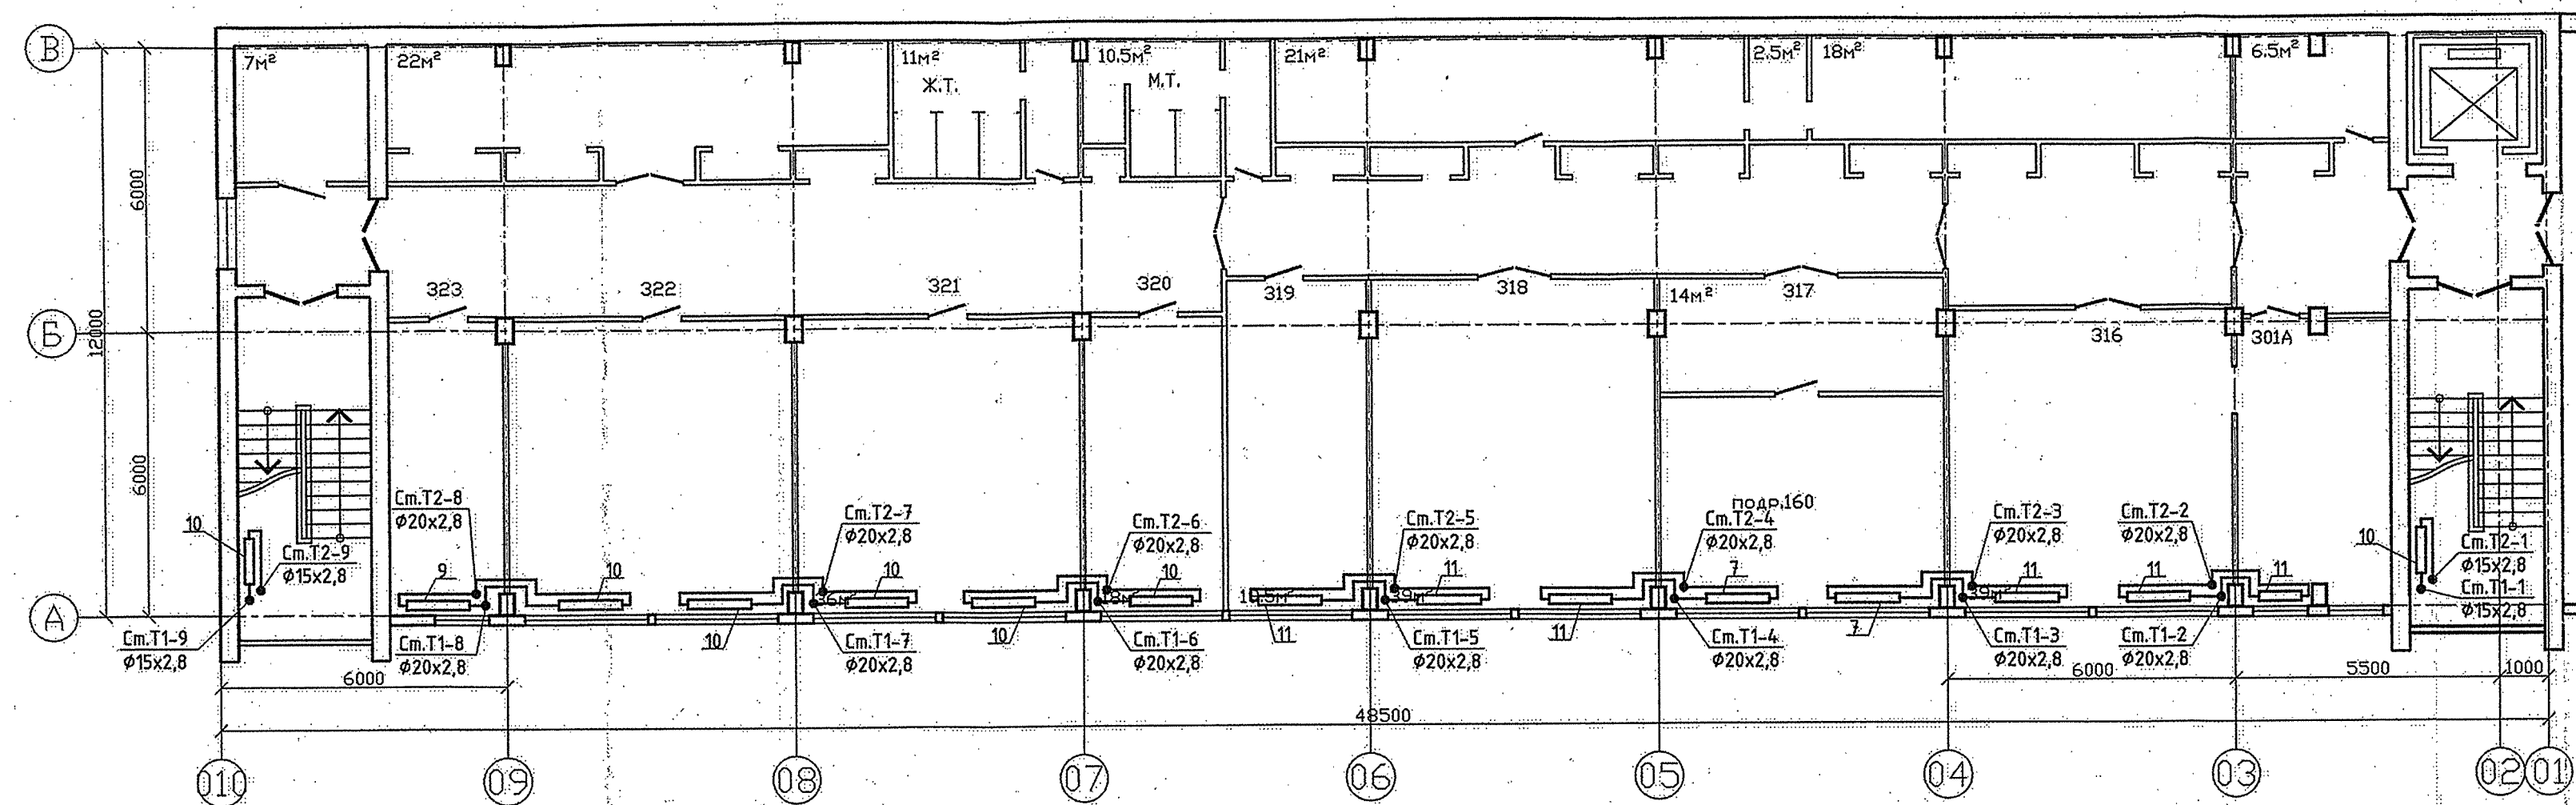 В
7м²
22м²
11м²
10.5м²
21м²
2.5м²
18м²
6.5м²
Ж.Т.
М.Т.
6000
12000
Б
323
322
321
320
319
318
14м²
317
316
301А
6000
подр.160
Ст.Т2-8
Ф20х2,8
Ст.Т2-7
Ф20х2,8
Ст.Т2-6
Ф20х2,8
Ст.Т2-5
Ф20х2,8
Ст.Т2-4
Ф20х2,8
Ст.Т2-3
Ф20х2,8
Ст.Т2-2
Ф20х2,8
10
Ст.Т2-9
Ф15х2,8
10
Ст.Т2-1
Ф15х2,8
9
10
10
10
11
7
11
11
11
36м²
Ст.Т1-1
Ф15х2,8
А
10
10
11
11
7
Ст.Т1-9
Ф15х2,8
Ст.Т1-8
Ф20х2,8
Ст.Т1-7
Ф20х2,8
Ст.Т1-6
Ф20х2,8
Ст.Т1-5
Ф20х2,8
Ст.Т1-4
Ф20х2,8
Ст.Т1-3
Ф20х2,8
Ст.Т1-2
Ф20х2,8
6000
6000
5500
1000
48500
010
09
08
07
06
05
04
03
02
01